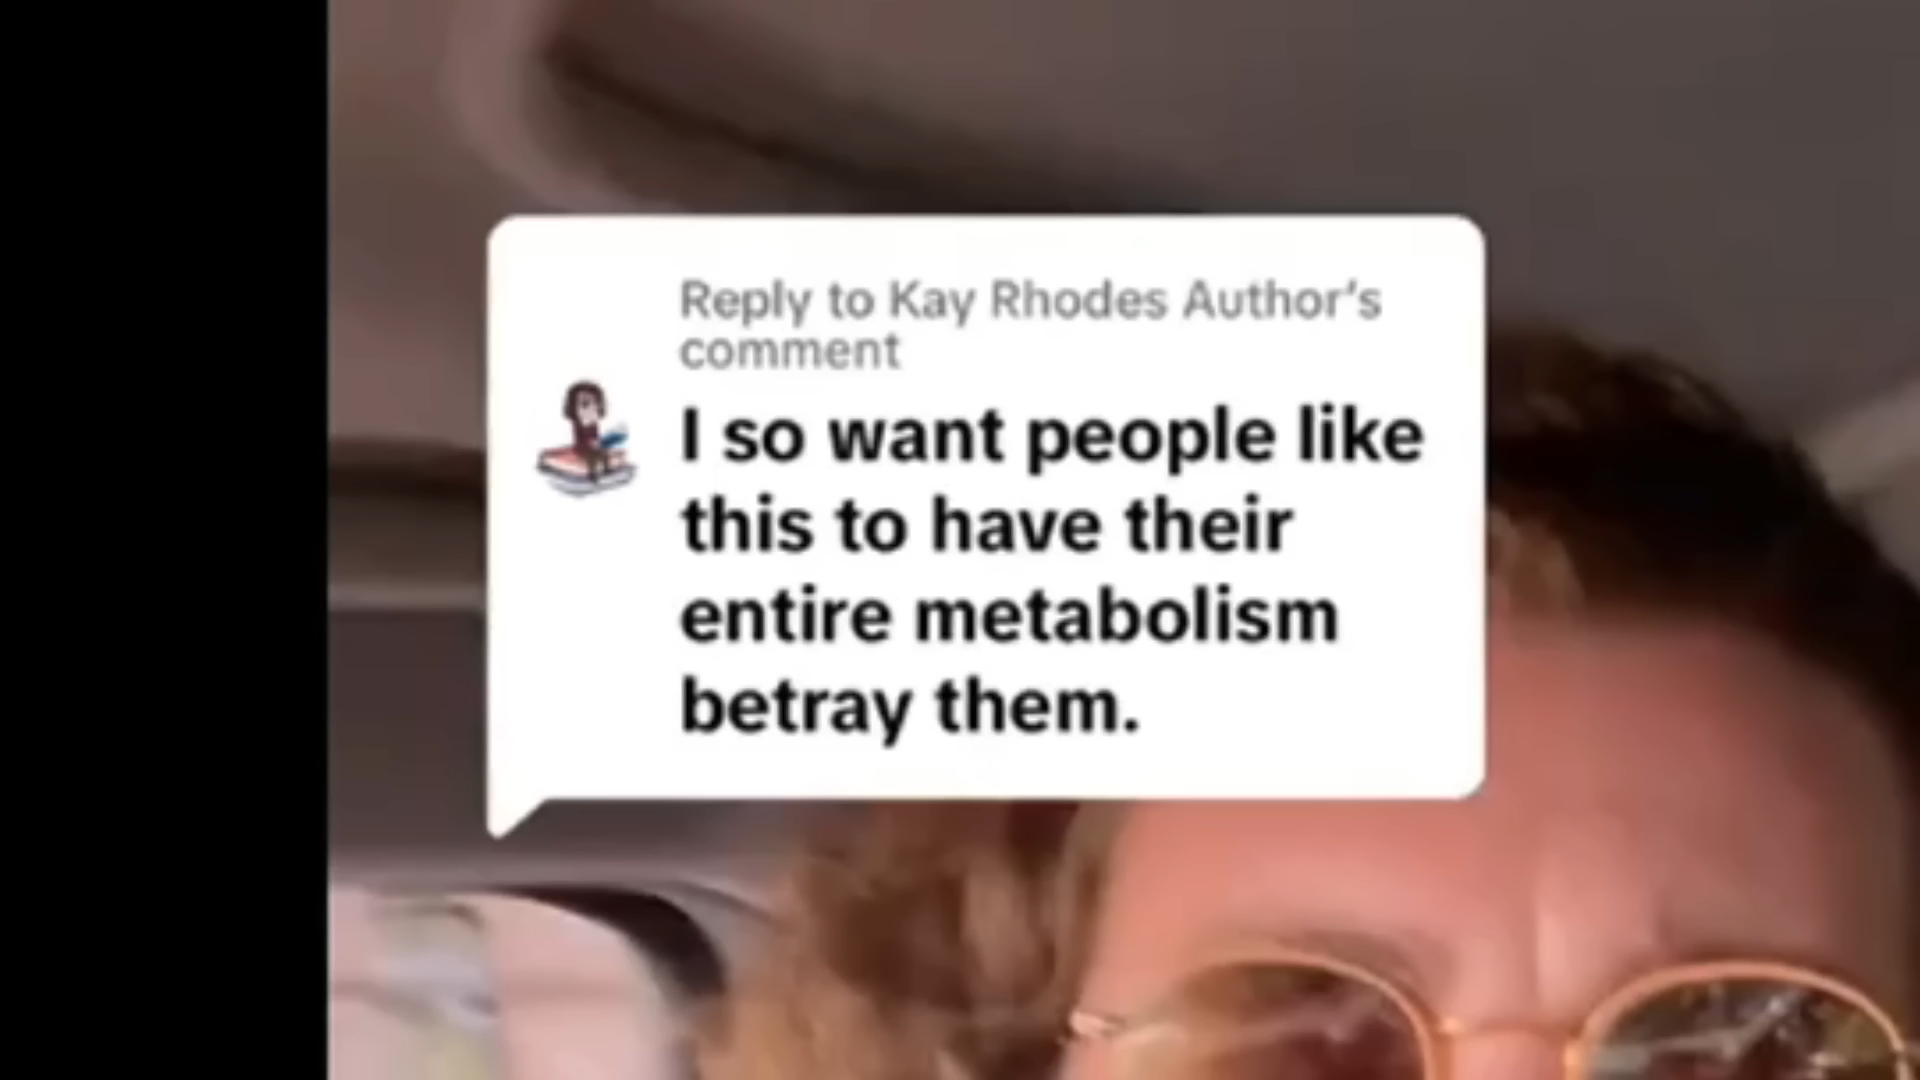 Reply to Kay Rhodes Author's
comment
I so want people like
this to have their
entire metabolism
betray them.